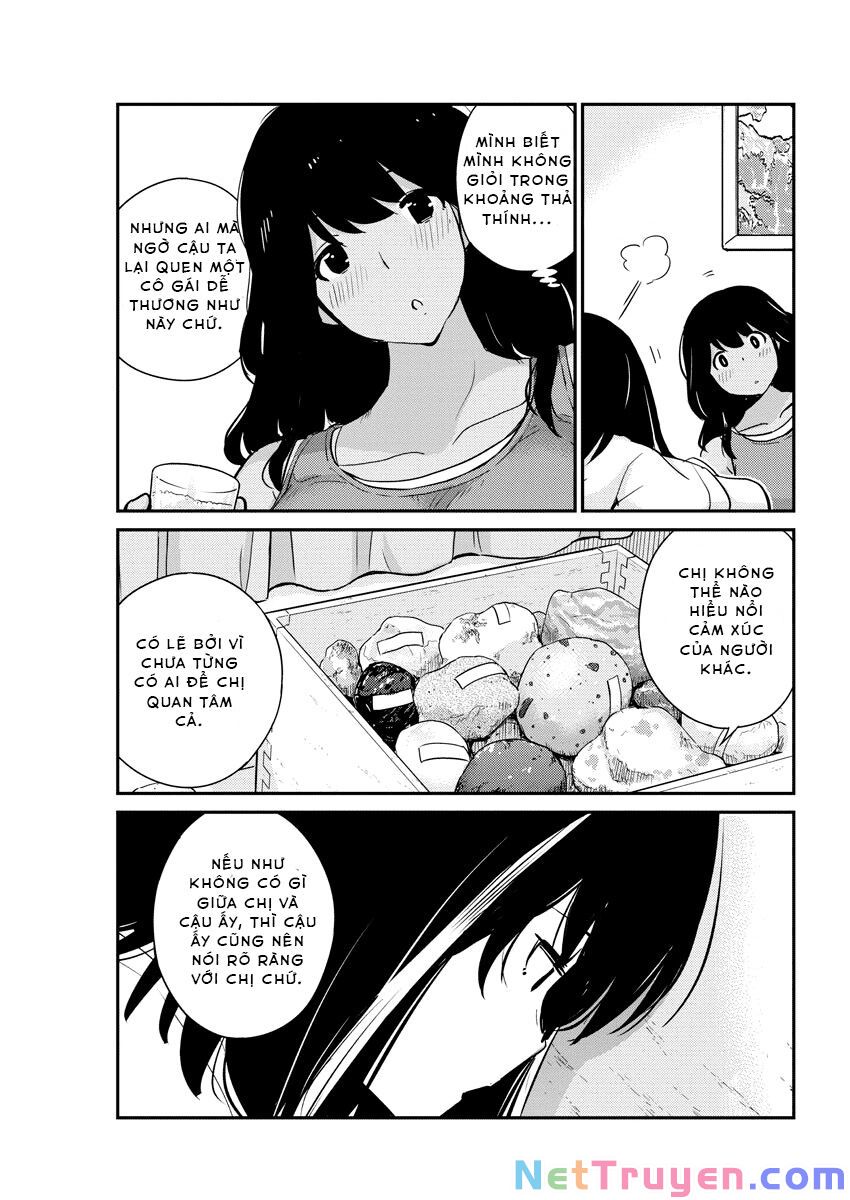 MÌNH BIẾT
MÌNH KHÔNG
GIỎI TRONG
KHOẢNG THẢ
THÍNH...
NHƯNG AI MÀ
NGỜ CẬU TA
LẠI QUEN MỘT
CÔ GÁI DỄ
THƯƠNG NHƯ
NÀY CHỨ.
CHỊ KHÔNG
THỂ NÀO
HIỂU NỔI
CẢM XÚC
CỦA NGƯỜI
KHÁC.
CÓ LẼ BỞI VÌ
CHƯA TỪNG
CÓ AI ĐỂ CHỊ
QUAN TÂM
CẢ.
NẾU NHƯ
KHÔNG CÓ GÌ
GIỮA CHỊ VÀ
CẬU ẤY, THÌ CẬU
ẤY CŨNG NÊN
NÓI RÕ RÀNG
VỚI CHỊ CHỨ.
NetTruyen.com